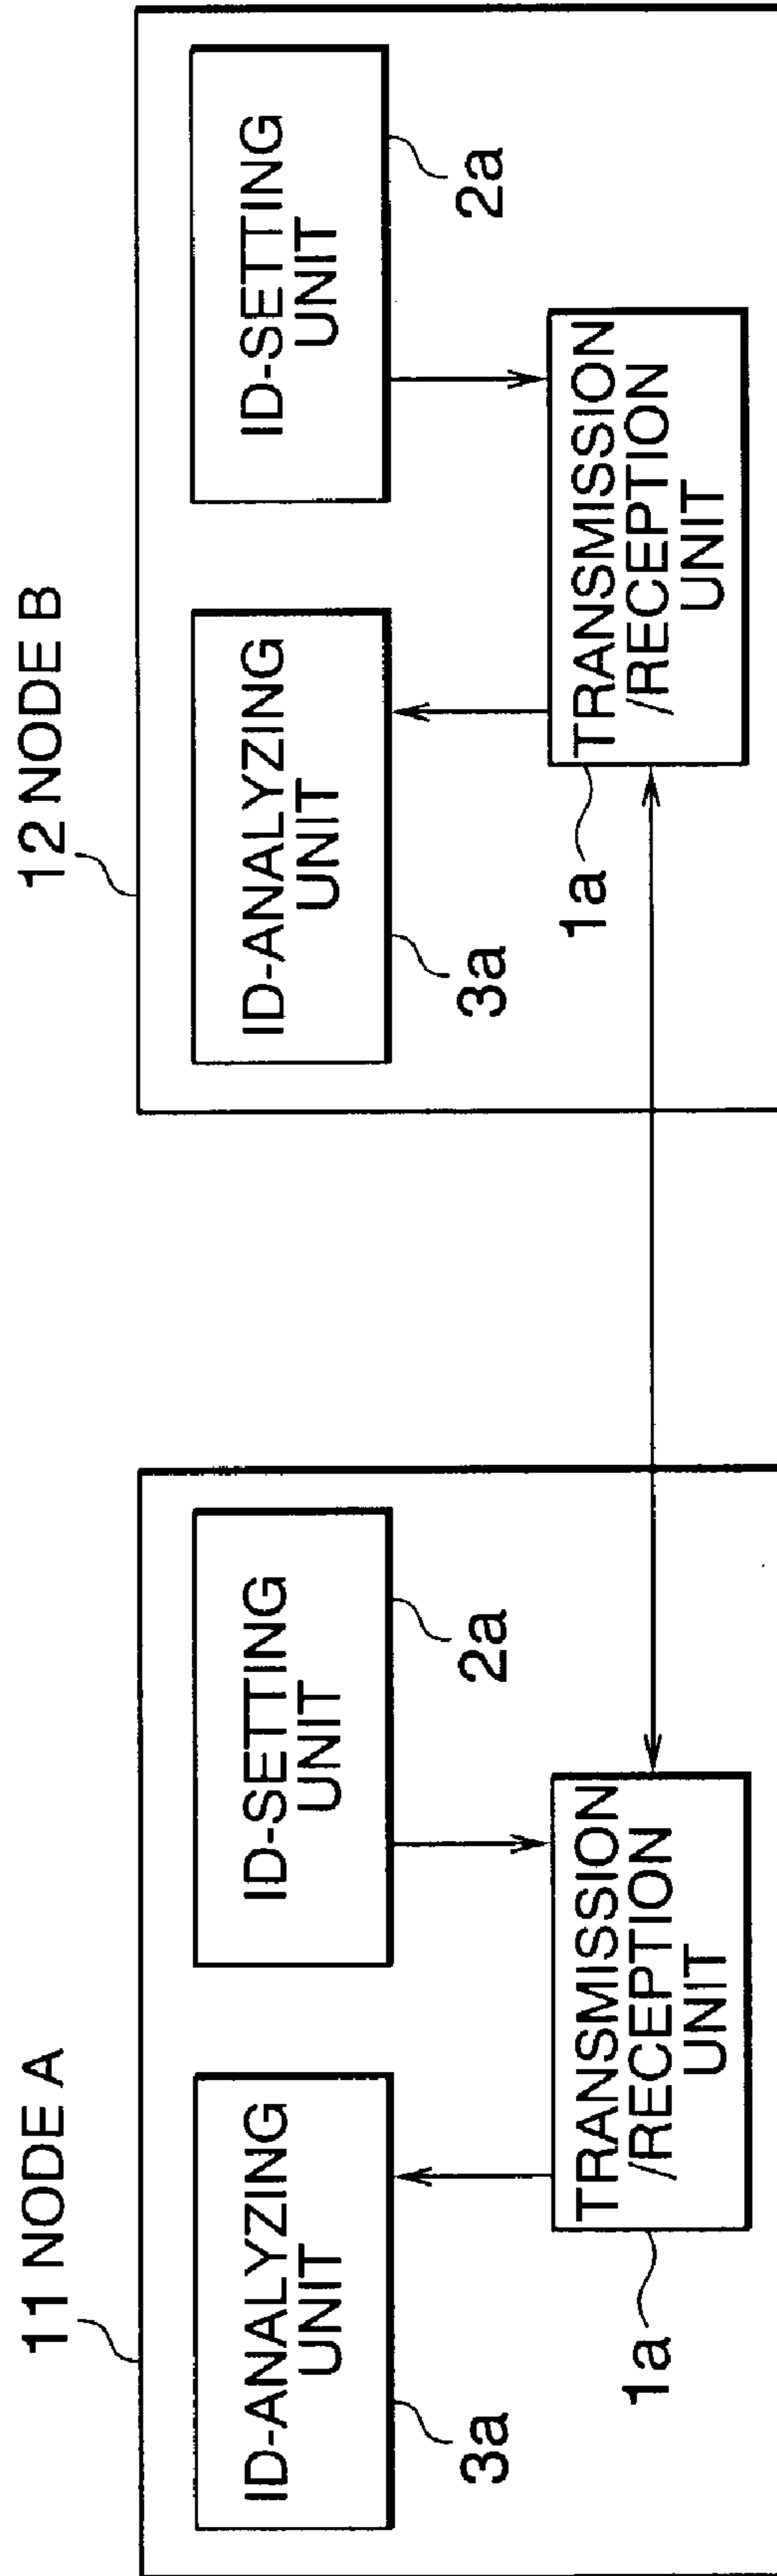 11 NODE A
ID-ANALYZING
UNIT
3a
ID-SETTING
UNIT
2a
TRANSMISSION
/RECEPTION
UNIT
1a
12 NODE B
ID-ANALYZING
UNIT
3a
ID-SETTING
UNIT
2a
TRANSMISSION
/RECEPTION
UNIT
1a